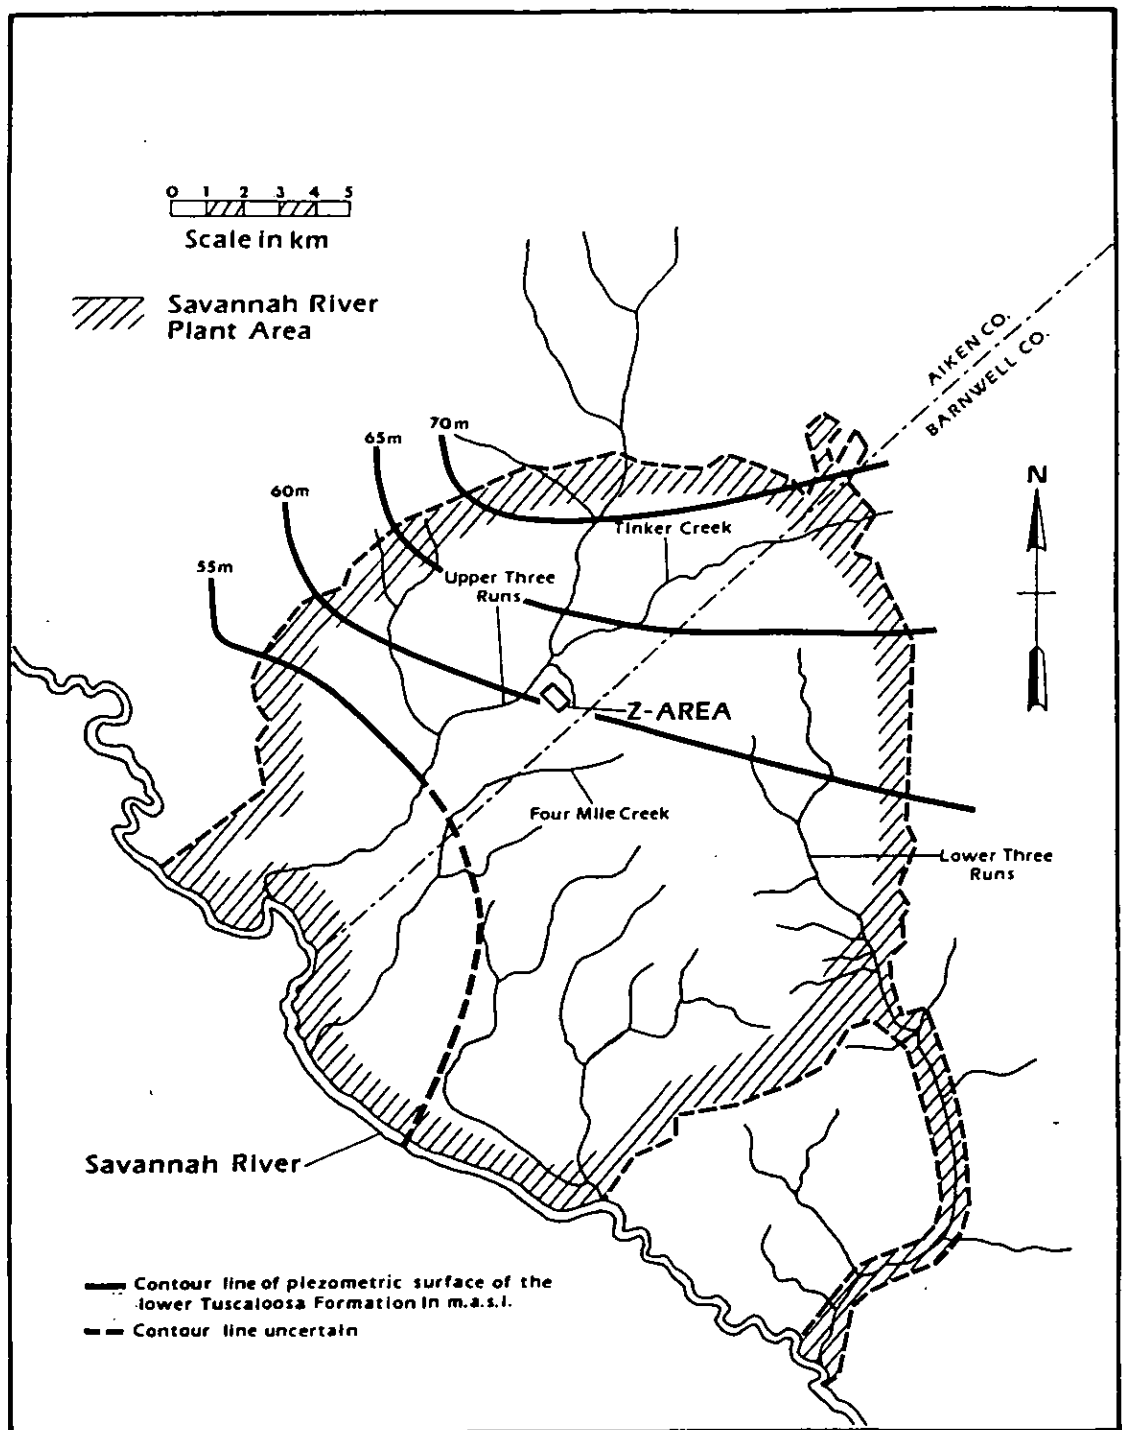 0 1 2 3 4 5
Scale in km
Savannah River
Plant Area
AIKEN CO.
BARNWELL CO.
70m
65m
60m
55m
N
Tinker Creek
Upper Three
Runs
Z-AREA
Four Mile Creek
Lower Three
Runs
Savannah River
Contour line of piezometric surface of the
lower Tuscaloosa Formation in m.a.s.l.
Contour line uncertain